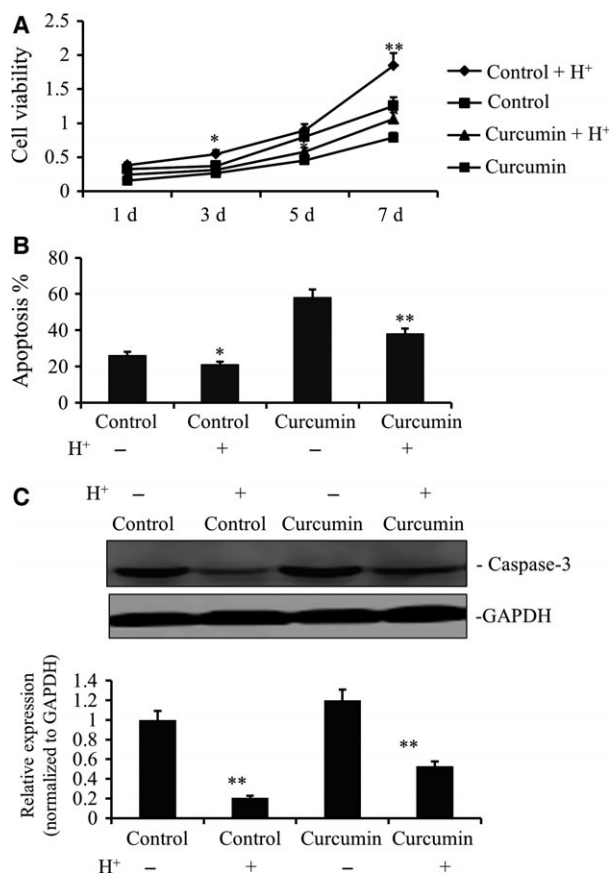 A
Cell viability
2.5
2
1.5
1
0.5
0
*
*
**
1 d 3 d 5 d 7 d
Control + H⁺
Control
Curcumin + H⁺
Curcumin
B
Apoptosis %
80
60
40
20
0
*
**
Control Control Curcumin Curcumin
H⁺ – + – +
C
H⁺ – + – +
Control Control Curcumin Curcumin
- Caspase-3
-GAPDH
Relative expression
(normalized to GAPDH)
1.4
1.2
1
0.8
0.6
0.4
0.2
0
**
**
Control Control Curcumin Curcumin
H⁺ – + – +